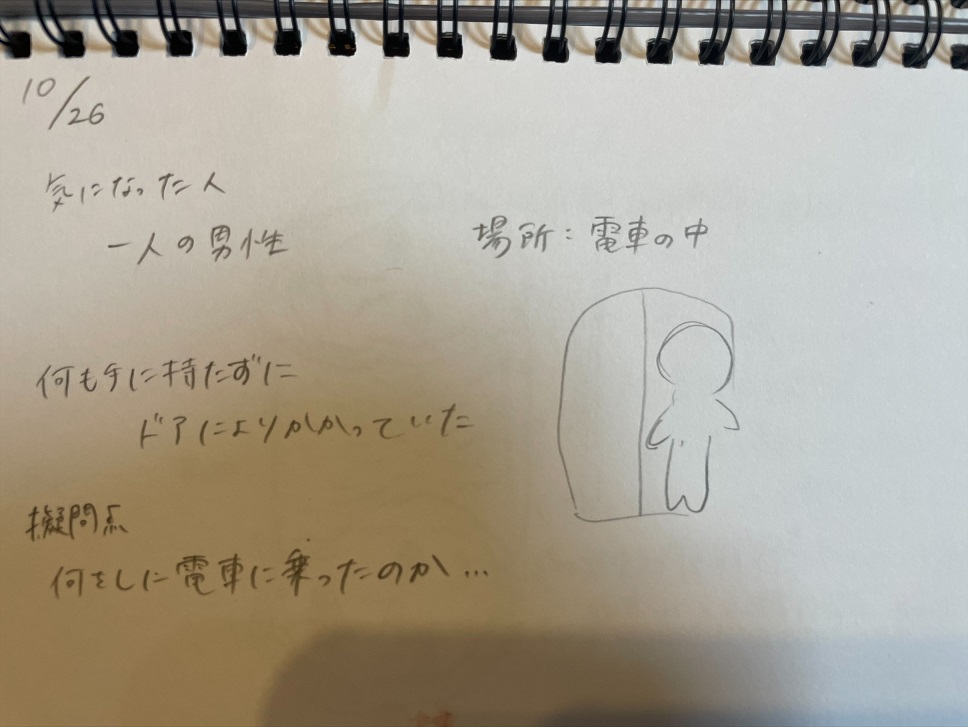 10/26
気になった人
一人の男性
場所：電車の中
何も手に持たずに
ドアによりかかっていた
擬問点
何をしに電車に乗ったのか…